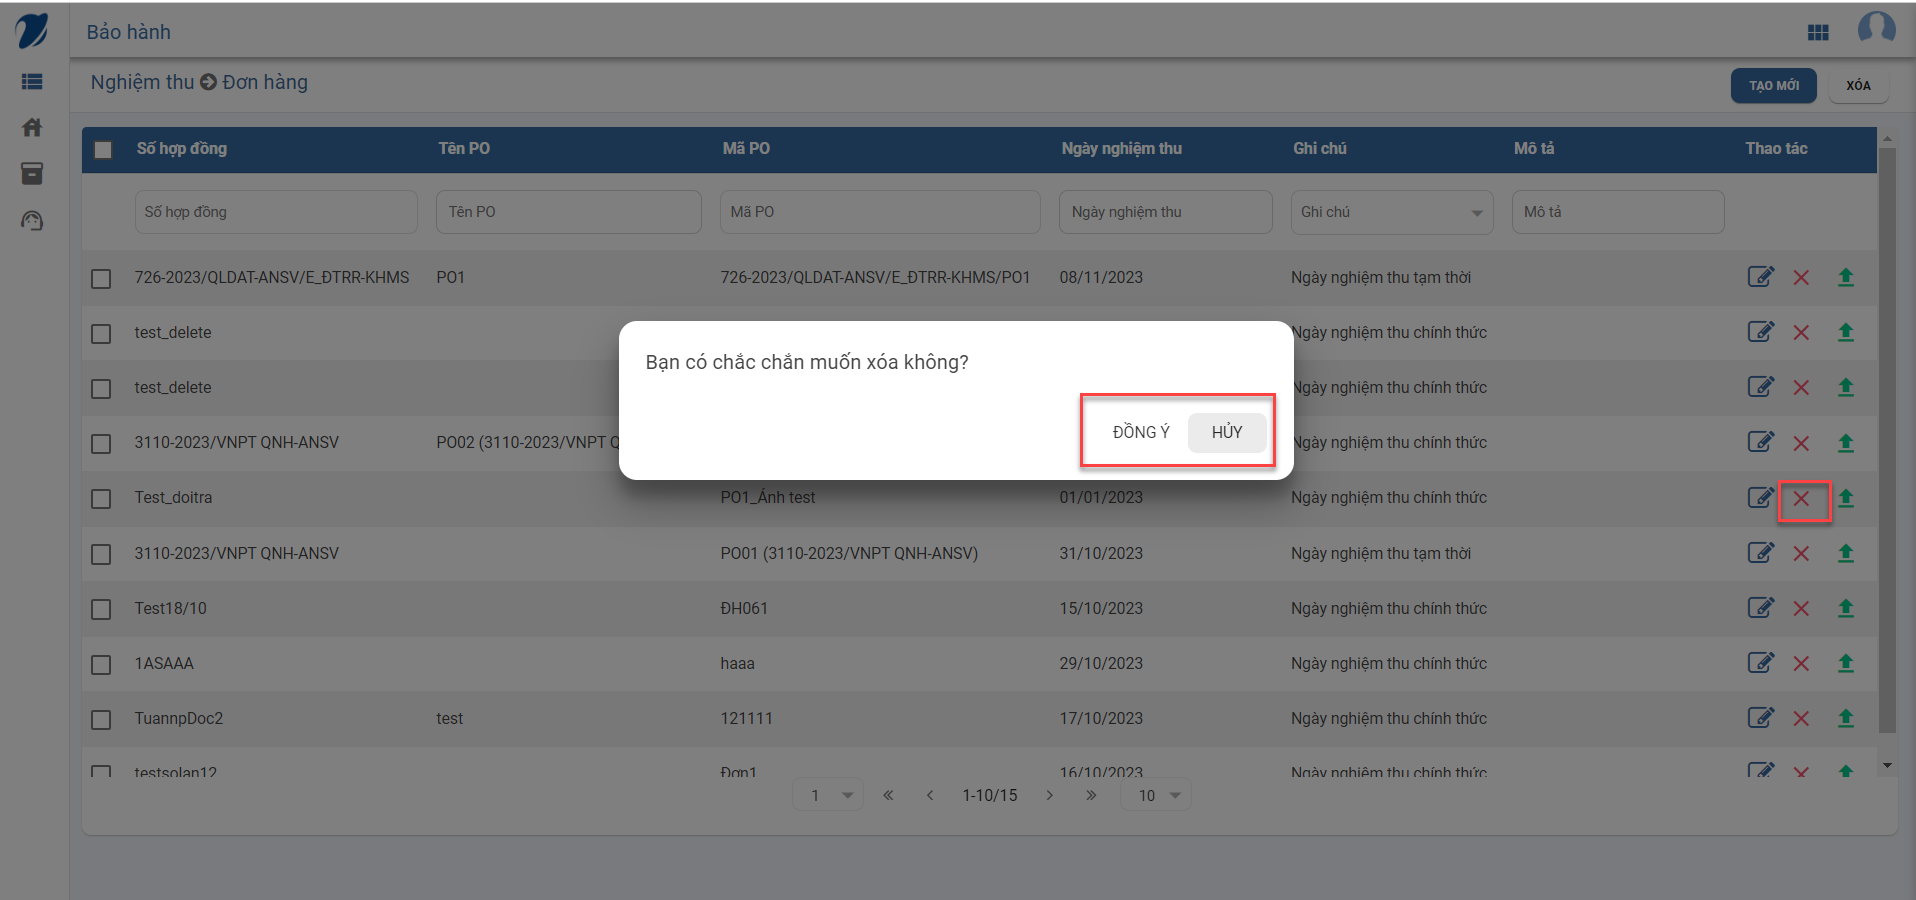 Bảo hành
Nghiệm thu Đơn hàng
TẠO MỚI XÓA
Số hợp đồng Tên PO Mã PO Ngày nghiệm thu Ghi chú Mô tả Thao tác
Số hợp đồng Tên PO Mã PO Ngày nghiệm thu Ghi chú Mô tả
726-2023/QLDAT-ANSV/E_ĐTRR-KHMS PO1 726-2023/QLDAT-ANSV/E_ĐTRR-KHMS/PO1 08/11/2023 Ngày nghiệm thu tạm thời
test_delete Ngày nghiệm thu chính thức
Bạn có chắc chắn muốn xóa không?
test_delete Ngày nghiệm thu chính thức
ĐỒNG Ý HỦY
3110-2023/VNPT QNH-ANSV PO02 (3110-2023/VNPT Q Ngày nghiệm thu chính thức
Test_doitra PO1_Ánh test 01/01/2023 Ngày nghiệm thu chính thức
3110-2023/VNPT QNH-ANSV PO01 (3110-2023/VNPT QNH-ANSV) 31/10/2023 Ngày nghiệm thu tạm thời
Test18/10 ĐH061 15/10/2023 Ngày nghiệm thu chính thức
1ASAAA haaa 29/10/2023 Ngày nghiệm thu chính thức
TuannpDoc2 test 121111 17/10/2023 Ngày nghiệm thu chính thức
testsolan12 Đơn1 16/10/2023 Ngày nghiệm thu chính thức
1 1-10/15 10